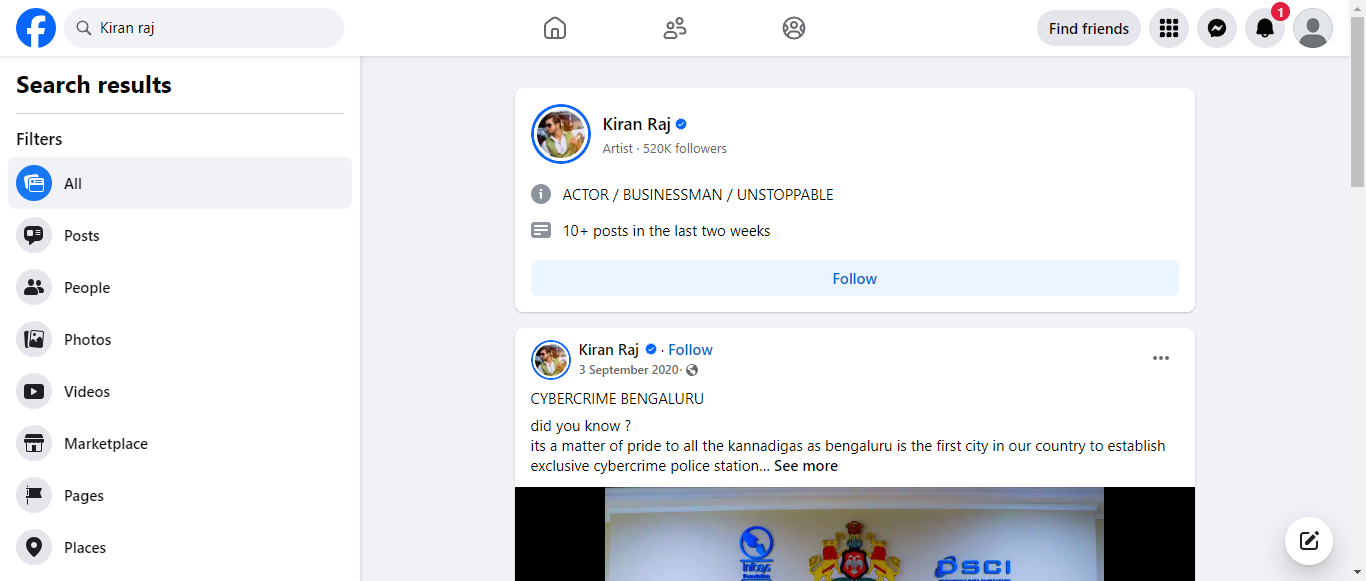 Kiran raj
Find friends
1
Search results
Filters
All
Posts
People
Photos
Videos
Marketplace
Pages
Places
Kiran Raj
Artist · 520K followers
ACTOR / BUSINESSMAN / UNSTOPPABLE
10+ posts in the last two weeks
Follow
Kiran Raj · Follow
3 September 2020 ·
CYBERCRIME BENGALURU
did you know ?
its a matter of pride to all the kannadigas as bengaluru is the first city in our country to establish
exclusive cybercrime police station... See more
Infosys
DSCI